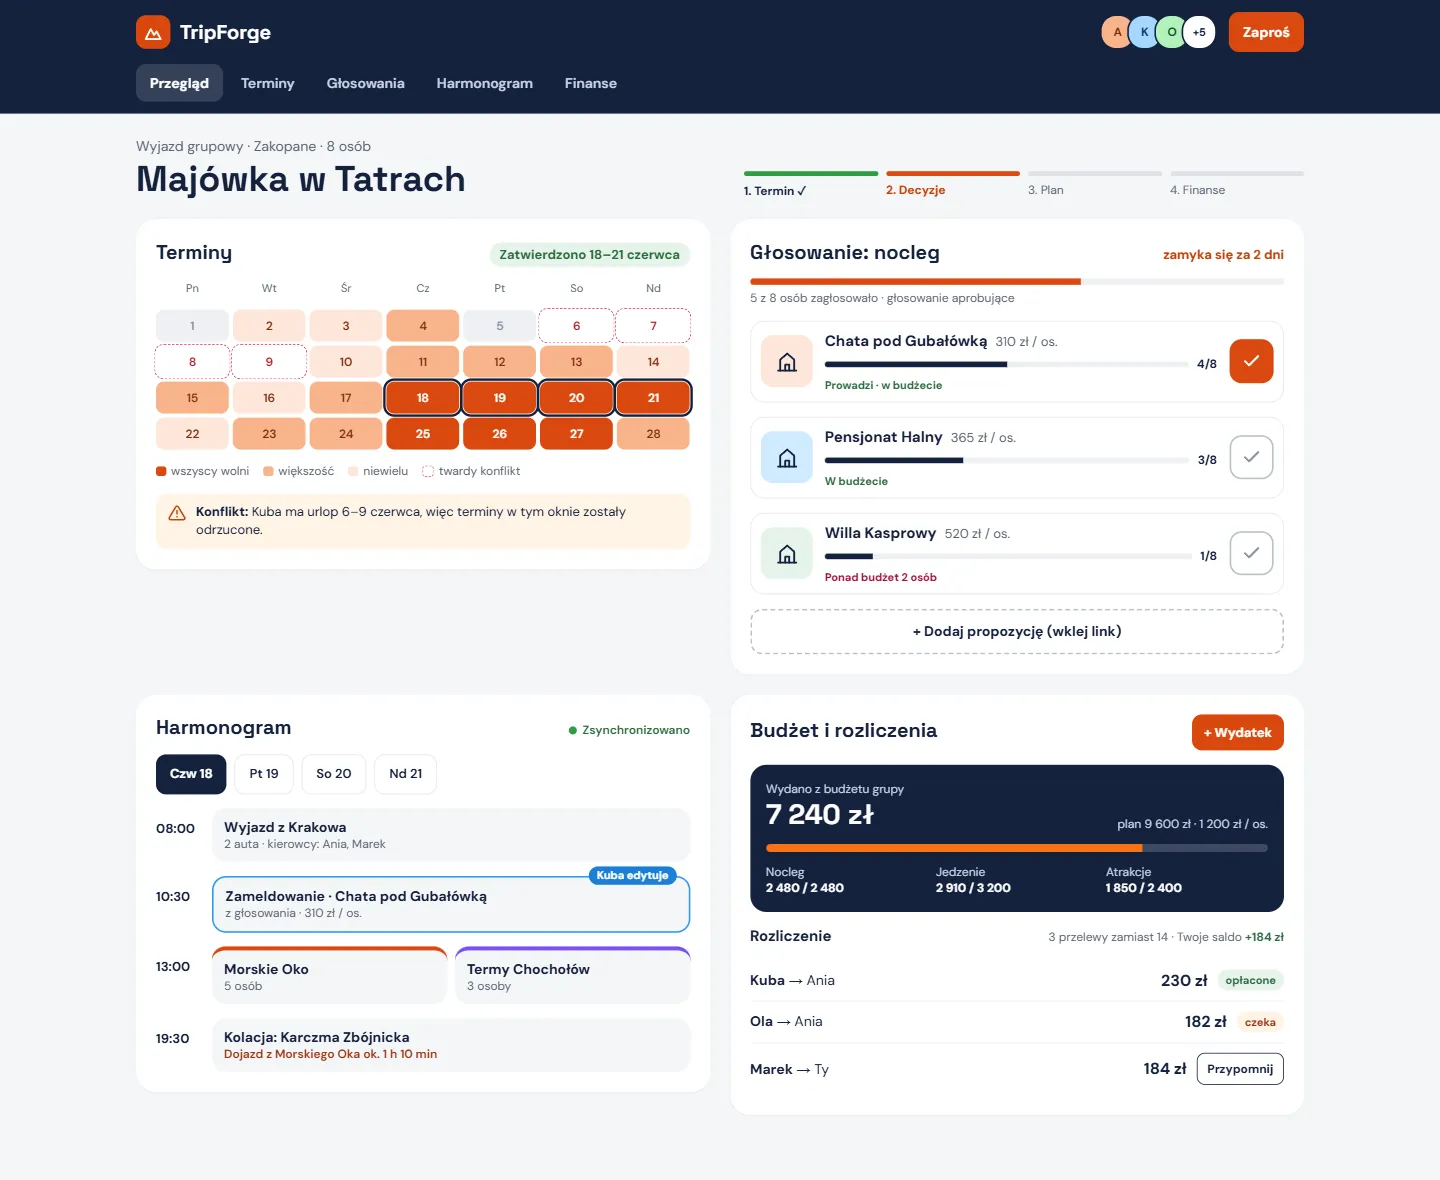 TripForge
A K O +5 Zaproś
Przegląd Terminy Głosowania Harmonogram Finanse
Wyjazd grupowy · Zakopane · 8 osób
Majówka w Tatrach
1. Termin ✓ 2. Decyzje 3. Plan 4. Finanse
Terminy Zatwierdzono 18–21 czerwca
Pn Wt Śr Cz Pt So Nd
1 2 3 4 5 6 7
8 9 10 11 12 13 14
15 16 17 18 19 20 21
22 23 24 25 26 27 28
wszyscy wolni większość niewielu twardy konflikt
Konflikt: Kuba ma urlop 6–9 czerwca, więc terminy w tym oknie zostały
odrzucone.
Głosowanie: nocleg zamyka się za 2 dni
5 z 8 osób zagłosowało · głosowanie aprobujące
Chata pod Gubałówką 310 zł / os.
4/8
Prowadzi · w budżecie
Pensjonat Halny 365 zł / os.
3/8
W budżecie
Willa Kasprowy 520 zł / os.
1/8
Ponad budżet 2 osób
+ Dodaj propozycję (wklej link)
Harmonogram Zsynchronizowano
Czw 18 Pt 19 So 20 Nd 21
08:00 Wyjazd z Krakowa
2 auta · kierowcy: Ania, Marek
Kuba edytuje
10:30 Zameldowanie · Chata pod Gubałówką
z głosowania · 310 zł / os.
13:00 Morskie Oko Termy Chochołów
5 osób 3 osoby
19:30 Kolacja: Karczma Zbójnicka
Dojazd z Morskiego Oka ok. 1 h 10 min
Budżet i rozliczenia + Wydatek
Wydano z budżetu grupy
7 240 zł plan 9 600 zł · 1 200 zł / os.
Nocleg Jedzenie Atrakcje
2 480 / 2 480 2 910 / 3 200 1 850 / 2 400
Rozliczenie 3 przelewy zamiast 14 · Twoje saldo +184 zł
Kuba → Ania 230 zł opłacone
Ola → Ania 182 zł czeka
Marek → Ty 184 zł Przypomnij